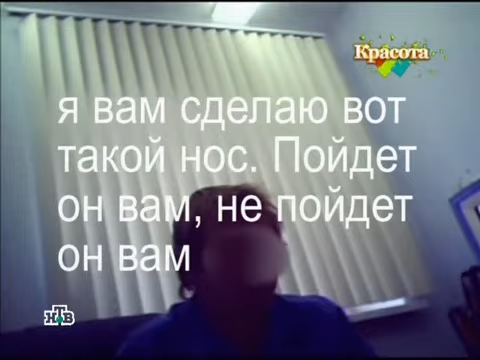 Красота
я вам сделаю вот
такой нос. Пойдет
он вам, не пойдет
он вам
НТВ